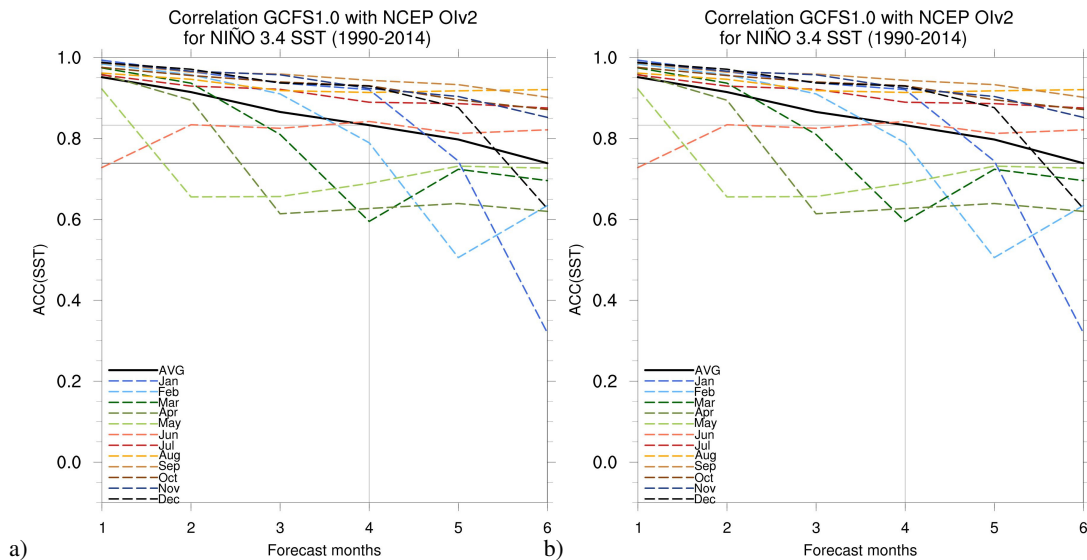 Correlation GCFS1.0 with NCEP OIv2
for NIÑO 3.4 SST (1990-2014)
1.0
0.8
0.6
0.4
0.2
0.0
ACC(SST)
AVG
Jan
Feb
Mar
Apr
May
Jun
Jul
Aug
Sep
Oct
Nov
Dec
1 2 3 4 5 6
Forecast months
a)
Correlation GCFS1.0 with NCEP OIv2
for NIÑO 3.4 SST (1990-2014)
1.0
0.8
0.6
0.4
0.2
0.0
ACC(SST)
AVG
Jan
Feb
Mar
Apr
May
Jun
Jul
Aug
Sep
Oct
Nov
Dec
1 2 3 4 5 6
Forecast months
b)